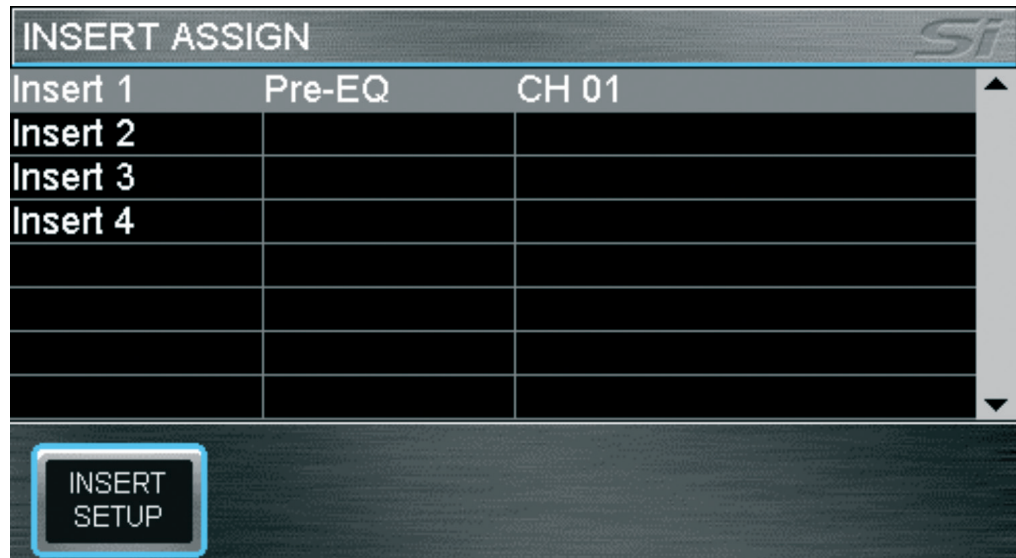 INSERT ASSIGN Si
Insert 1 Pre-EQ CH 01
Insert 2
Insert 3
Insert 4
INSERT
SETUP